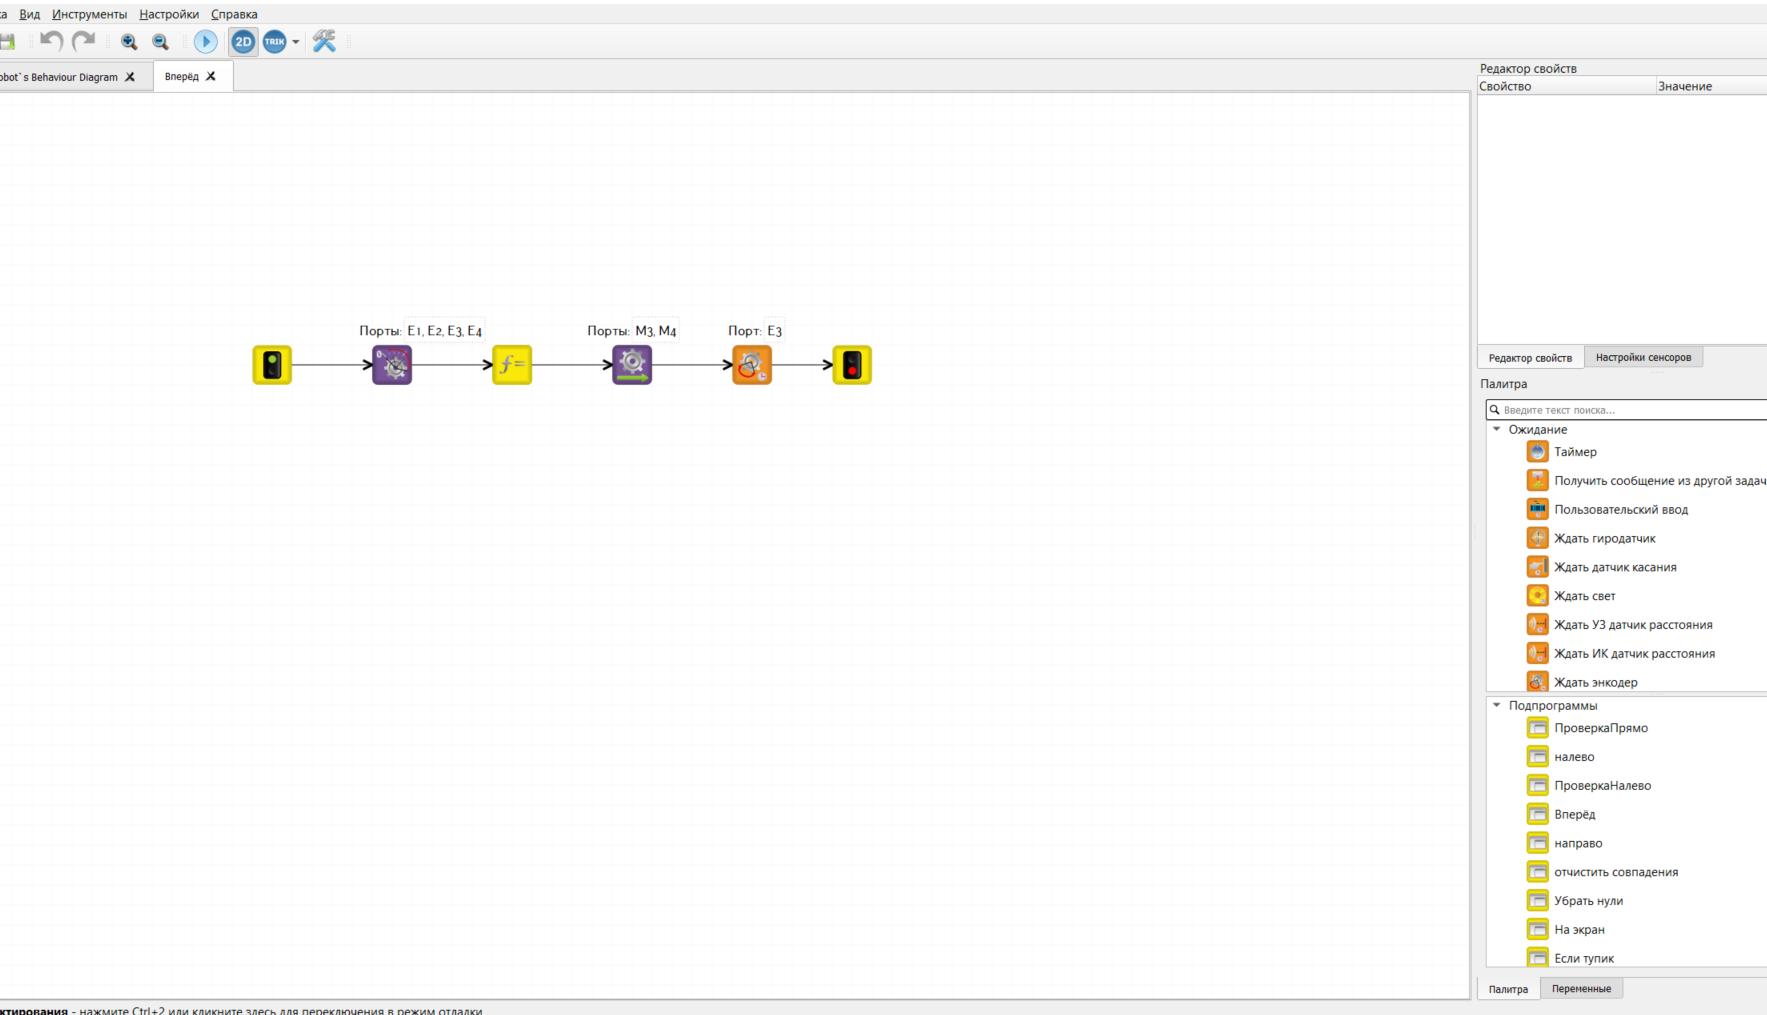 ка Вид Инструменты Настройки Справка
2D TRIK
obot`s Behaviour Diagram Вперёд
Редактор свойств
Свойство Значение
Порты: E1, E2, E3, E4 Порты: M3, M4 Порт: E3
0 f=
Редактор свойств Настройки сенсоров
Палитра
Введите текст поиска...
Ожидание
Таймер
Получить сообщение из другой задач
Пользовательский ввод
Ждать гиродатчик
Ждать датчик касания
Ждать свет
Ждать УЗ датчик расстояния
Ждать ИК датчик расстояния
Ждать энкодер
Подпрограммы
ПроверкаПрямо
налево
ПроверкаНалево
Вперёд
направо
отчистить совпадения
Убрать нули
На экран
Если тупик
Палитра Переменные
ктирования - нажмите Ctrl+2 или кликните здесь для переключения в режим отладки